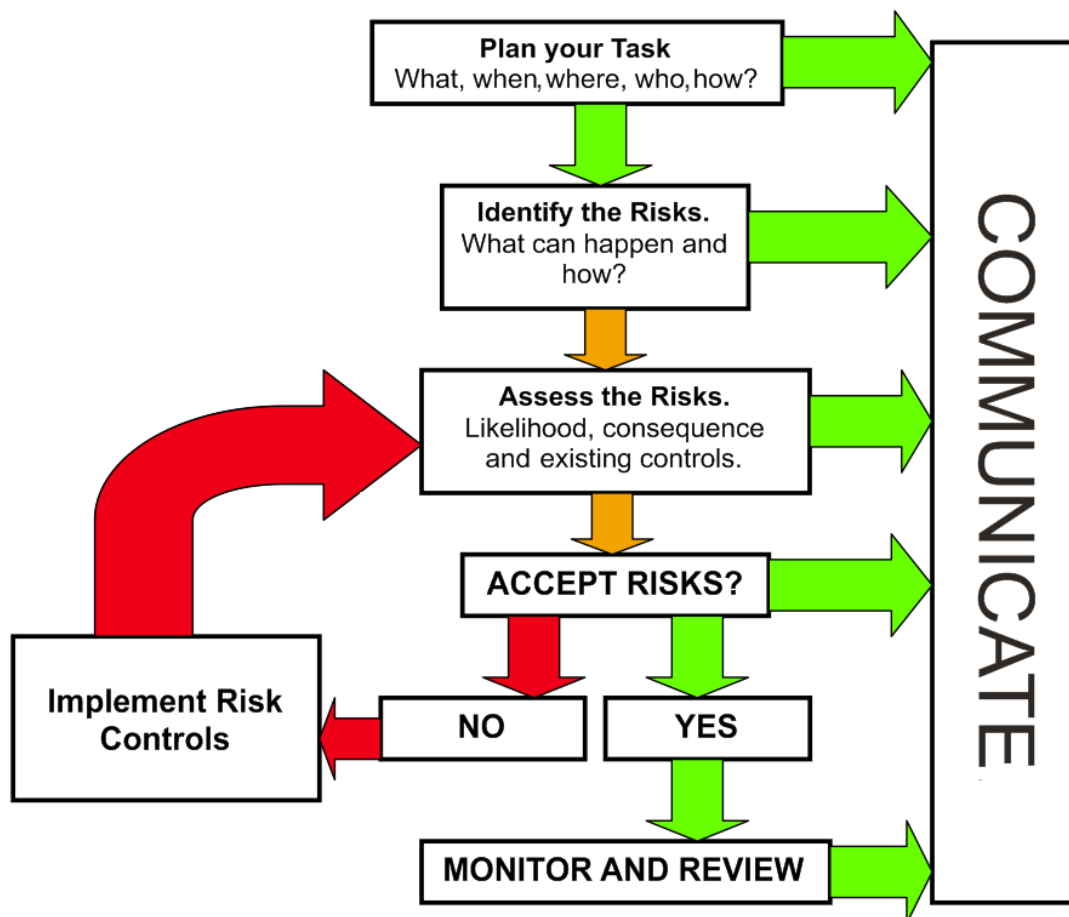 Plan your Task
What, when, where, who, how?
Identify the Risks.
What can happen and
how?
Assess the Risks.
Likelihood, consequence
and existing controls.
ACCEPT RISKS?
NO
YES
Implement Risk
Controls
MONITOR AND REVIEW
COMMUNICATE